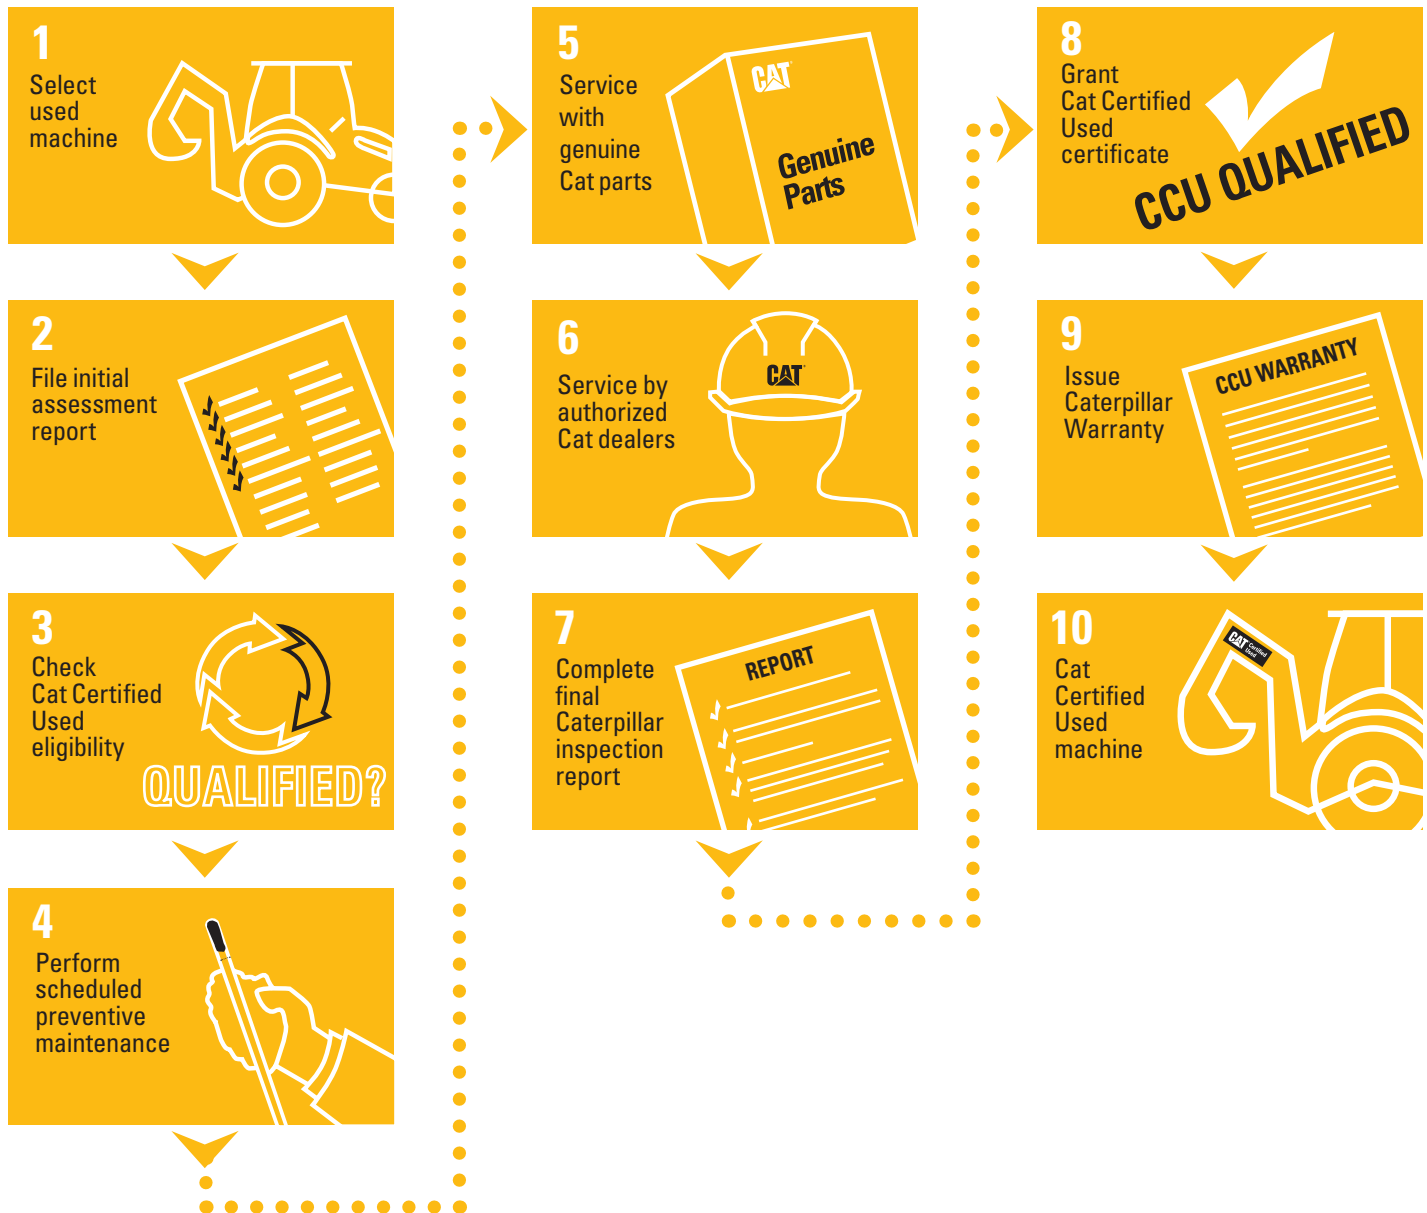 1
Select
used
machine
2
File initial
assessment
report
3
Check
Cat Certified
Used
eligibility
QUALIFIED?
4
Perform
scheduled
preventive
maintenance
5
Service
with
genuine
Cat parts
CAT
Genuine
Parts
6
Service by
authorized
Cat dealers
CAT
7
Complete
final
Caterpillar
inspection
report
REPORT
8
Grant
Cat Certified
Used
certificate
CCU QUALIFIED
9
Issue
Caterpillar
Warranty
CCU WARRANTY
10
Cat
Certified
Used
machine
CAT Certified
Used